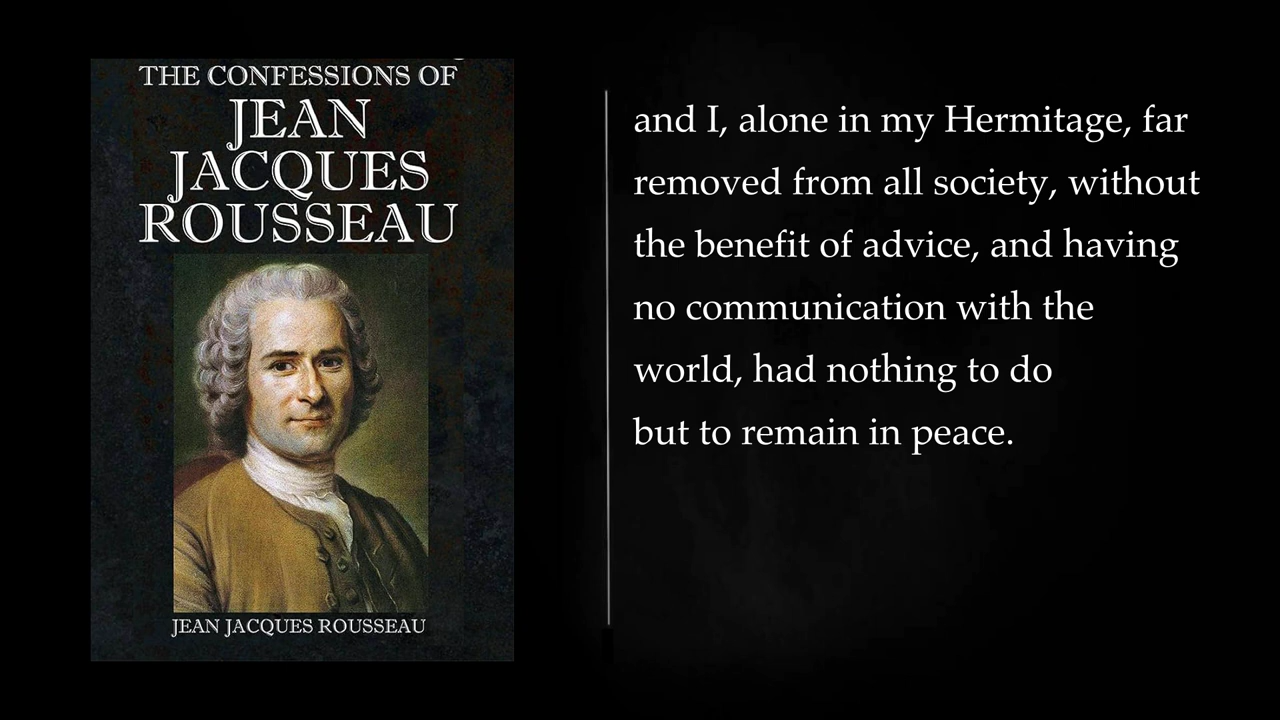 THE CONFESSIONS OF
JEAN
JACQUES
ROUSSEAU
JEAN JACQUES ROUSSEAU
and I, alone in my Hermitage, far
removed from all society, without
the benefit of advice, and having
no communication with the
world, had nothing to do
but to remain in peace.